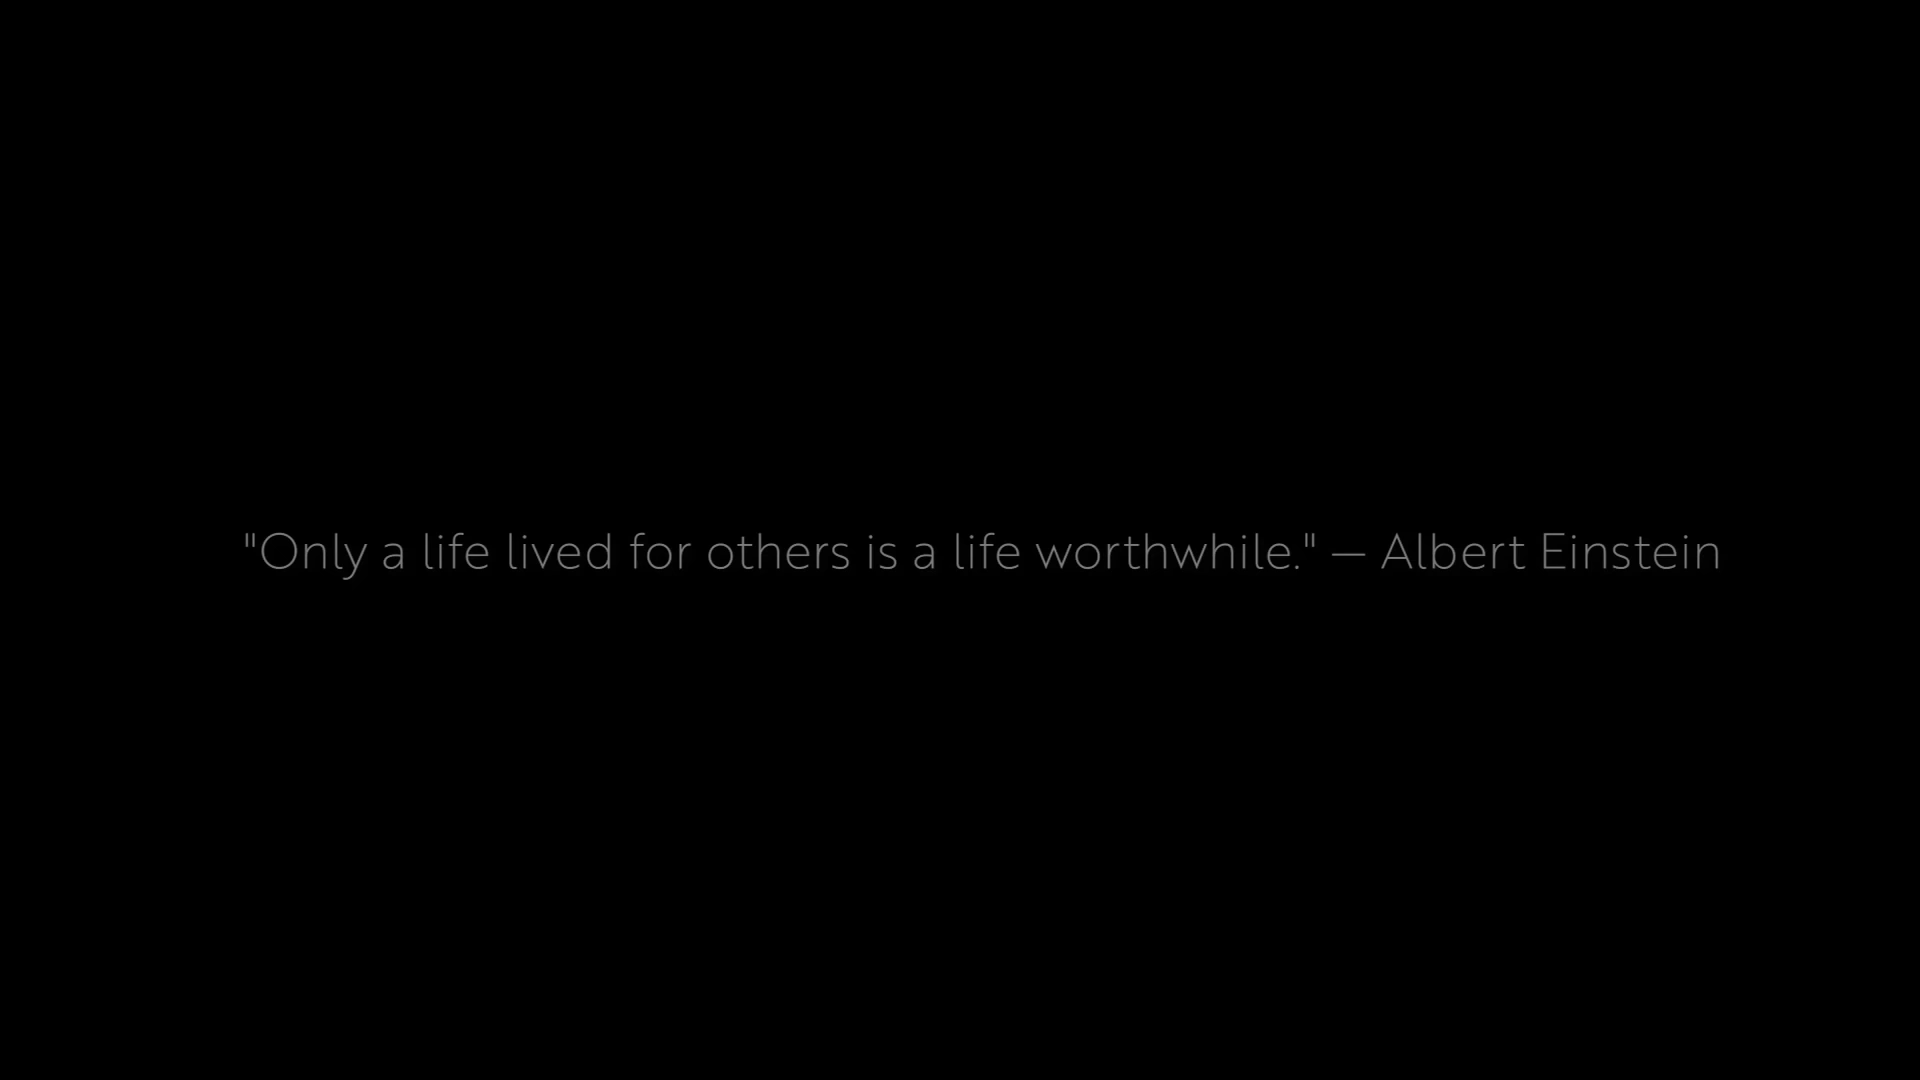 "Only a life lived for others is a life worthwhile." — Albert Einstein